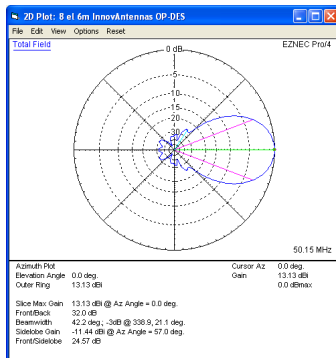 2D Plot: 8 el 6m InnovAntennas OP-DES
File Edit View Options Reset
Total Field
EZNEC Pro/4
0 dB
-5
-10
-15
-20
-30
50.15 MHz
Azimuth Plot
Elevation Angle 0.0 deg.
Outer Ring 13.13 dBi
Cursor Az 0.0 deg.
Gain 13.13 dBi
0.0 dBmax
Slice Max Gain 13.13 dBi @ Az Angle = 0.0 deg.
Front/Back 32.0 dB
Beamwidth 42.2 deg.; -3dB @ 338.9, 21.1 deg.
Sidelobe Gain -11.44 dBi @ Az Angle = 57.0 deg.
Front/Sidelobe 24.57 dB